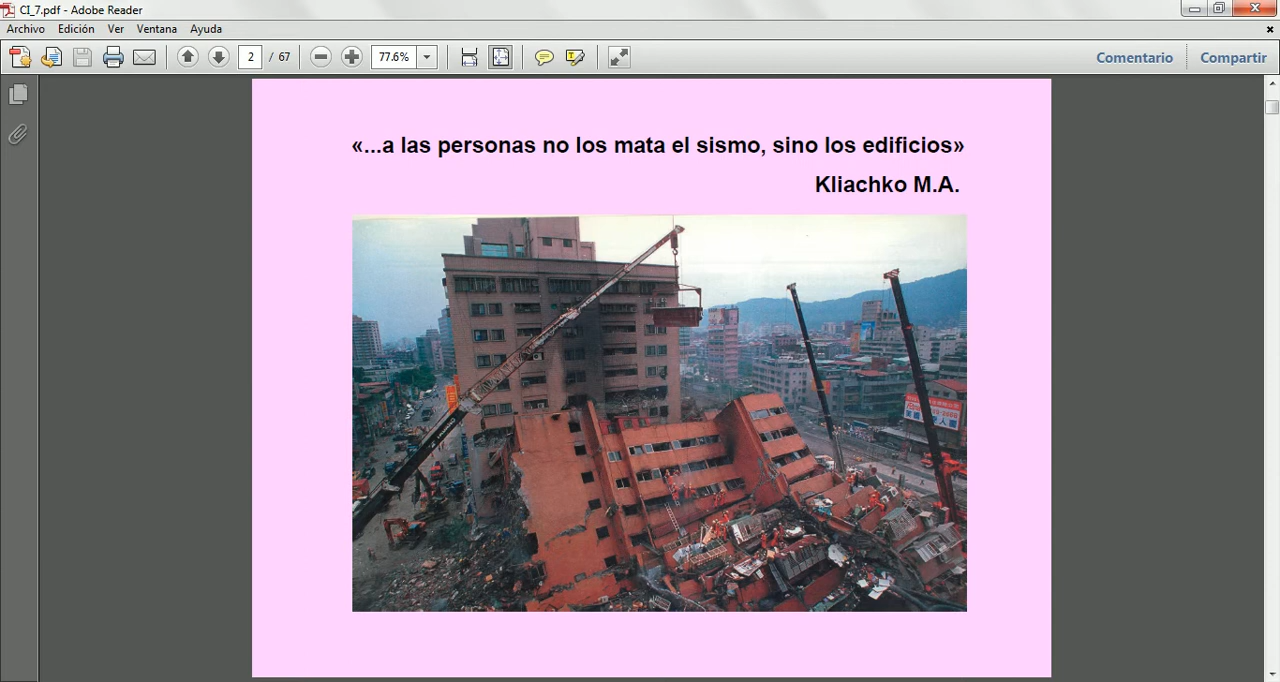 CI_7.pdf - Adobe Reader
Archivo Edición Ver Ventana Ayuda
2 / 67 77.6% Comentario Compartir
«...a las personas no los mata el sismo, sino los edificios»
Kliachko M.A.